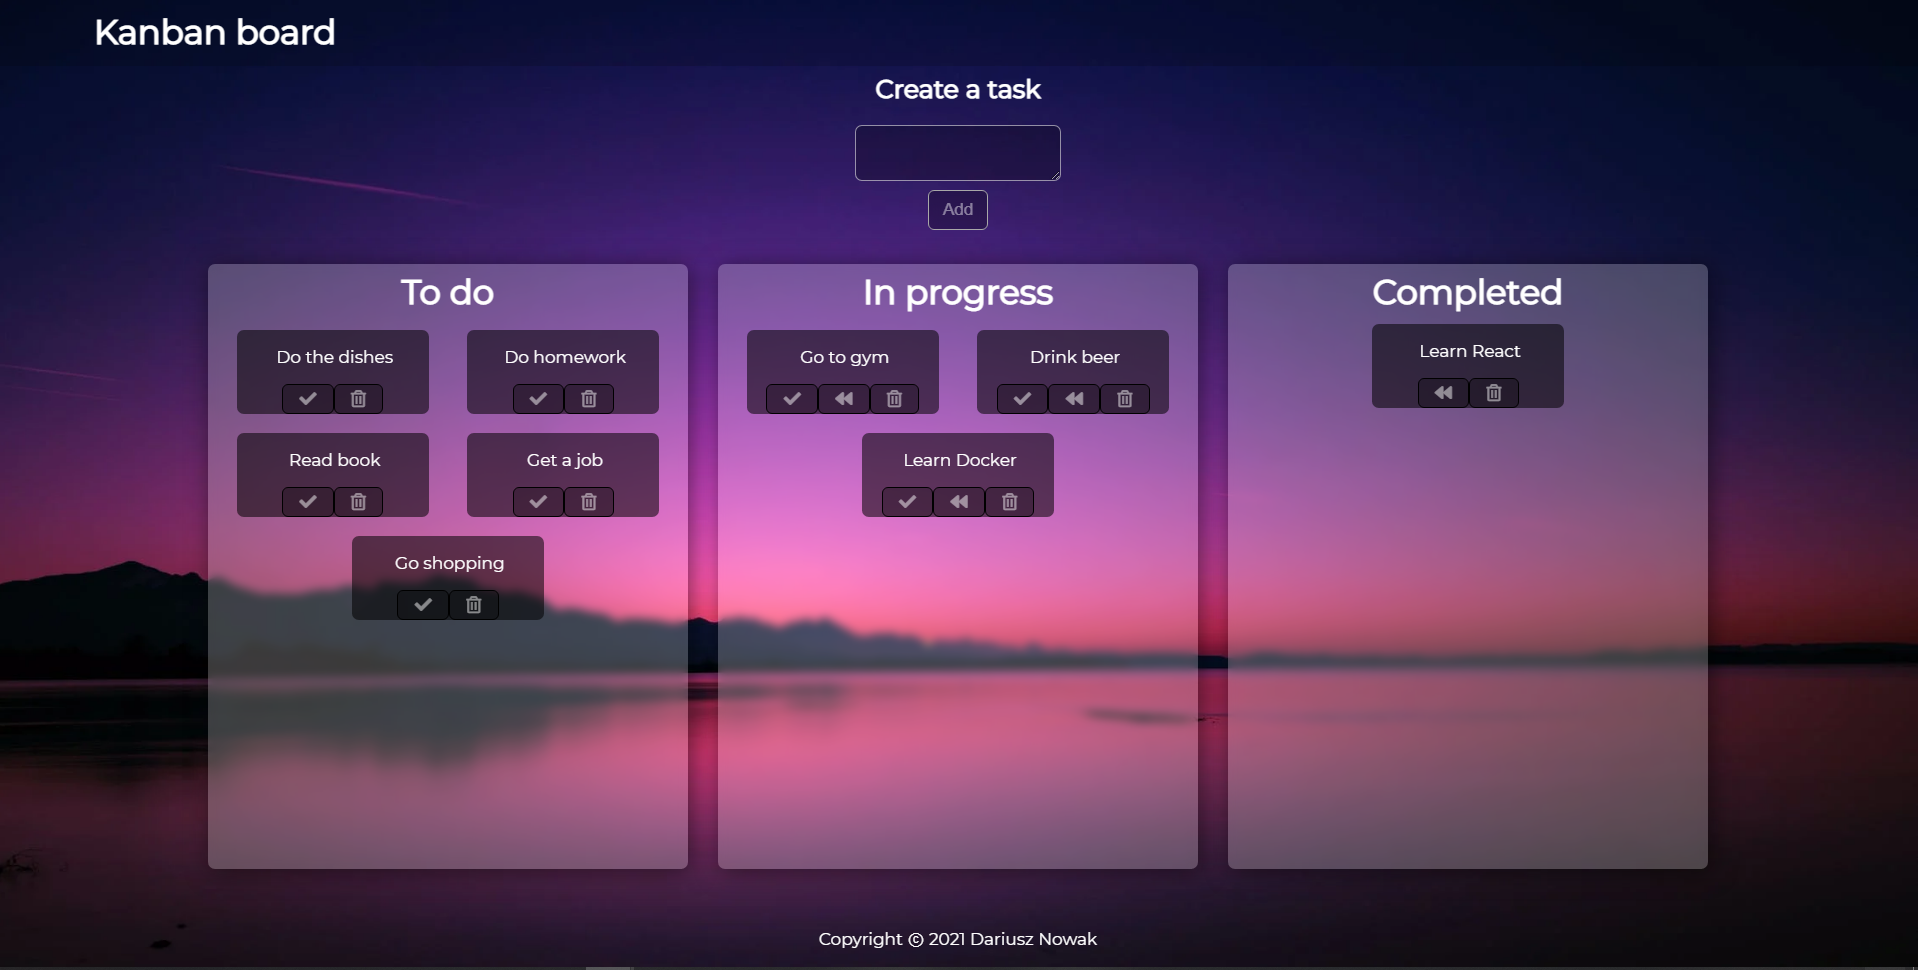 Kanban board
Create a task
Add
To do
Do the dishes
Do homework
Read book
Get a job
Go shopping
In progress
Go to gym
Drink beer
Learn Docker
Completed
Learn React
Copyright © 2021 Dariusz Nowak